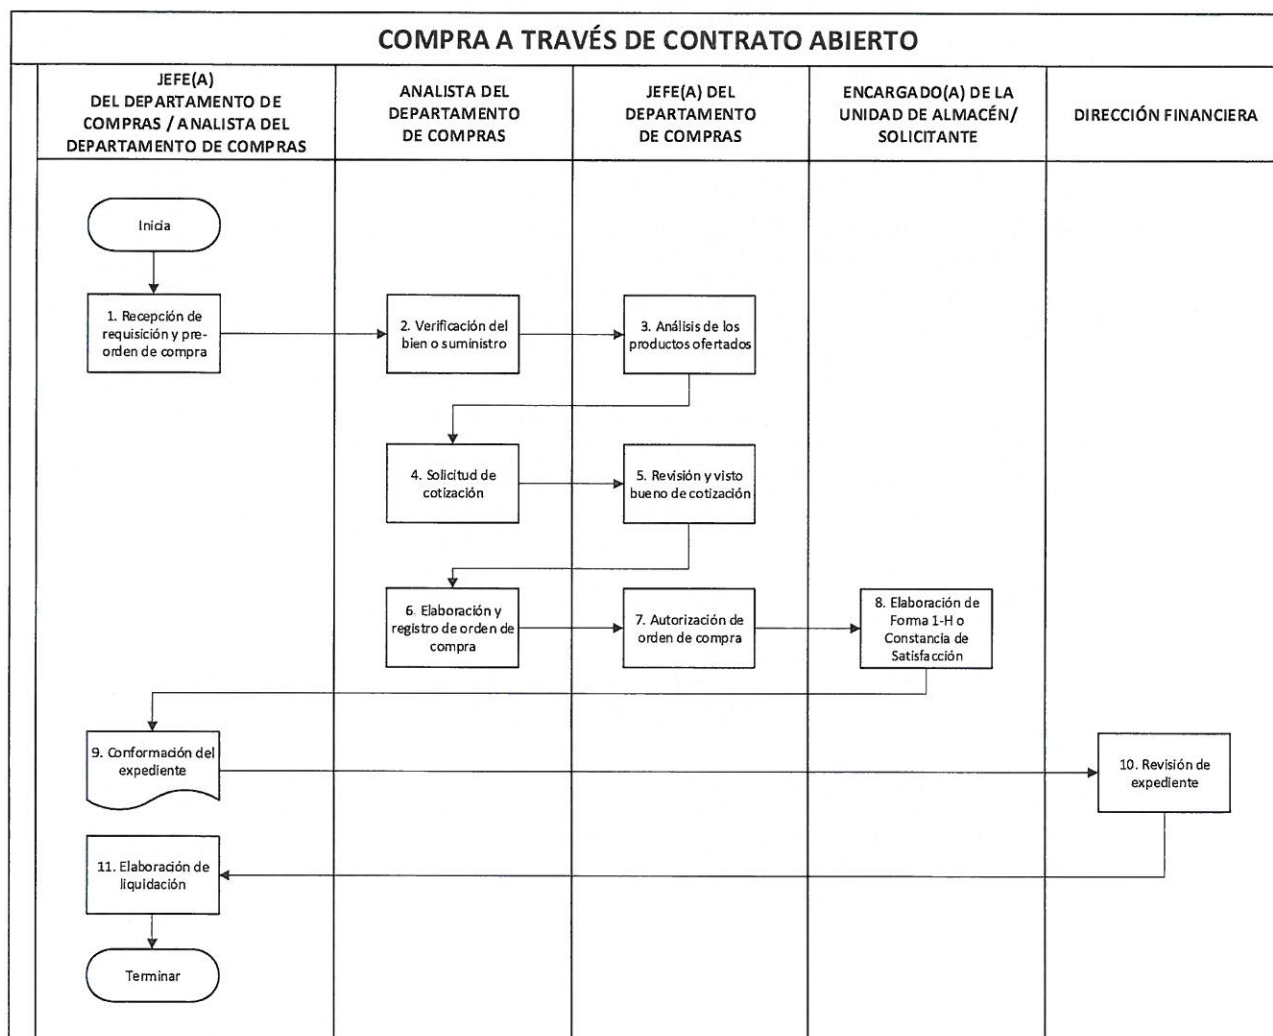 COMPRA A TRAVÉS DE CONTRATO ABIERTO
JEFE(A)
DEL DEPARTAMENTO DE
COMPRAS / ANALISTA DEL
DEPARTAMENTO DE COMPRAS
ANALISTA DEL
DEPARTAMENTO
DE COMPRAS
JEFE(A) DEL
DEPARTAMENTO
DE COMPRAS
ENCARGADO(A) DE LA
UNIDAD DE ALMACÉN/
SOLICITANTE
DIRECCIÓN FINANCIERA
Inicia
1. Recepción de
requisición y pre-
orden de compra
2. Verificación del
bien o suministro
3. Análisis de los
productos ofertados
4. Solicitud de
cotización
5. Revisión y visto
bueno de cotización
6. Elaboración y
registro de orden de
compra
7. Autorización de
orden de compra
8. Elaboración de
Forma 1-H o
Constancia de
Satisfacción
9. Conformación del
expediente
10. Revisión de
expediente
11. Elaboración de
liquidación
Terminar